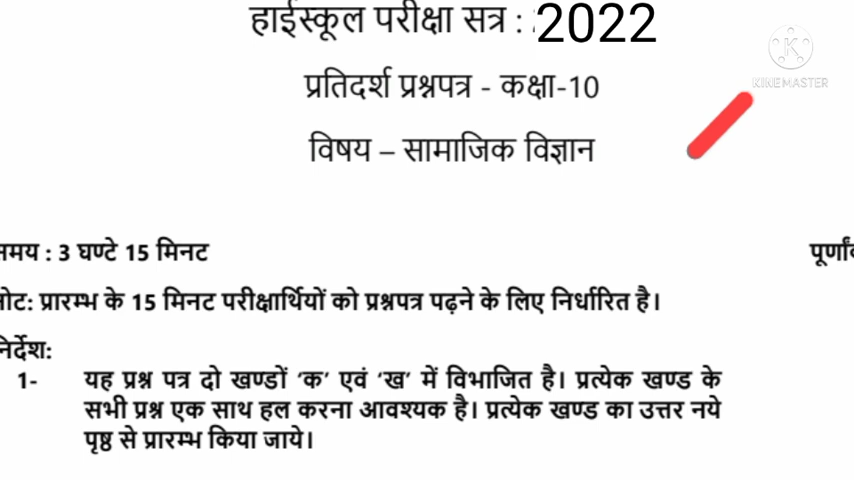 हाईस्कूल परीक्षा सत्र : 2022
K
KINEMASTER
प्रतिदर्श प्रश्नपत्र - कक्षा-10
विषय – सामाजिक विज्ञान
समय : 3 घण्टे 15 मिनट
पूर्णांक
नोट: प्रारम्भ के 15 मिनट परीक्षार्थियों को प्रश्नपत्र पढ़ने के लिए निर्धारित है।
निर्देश:
1- यह प्रश्न पत्र दो खण्डों ‘क’ एवं ‘ख’ में विभाजित है। प्रत्येक खण्ड के
सभी प्रश्न एक साथ हल करना आवश्यक है। प्रत्येक खण्ड का उत्तर नये
पृष्ठ से प्रारम्भ किया जाये।